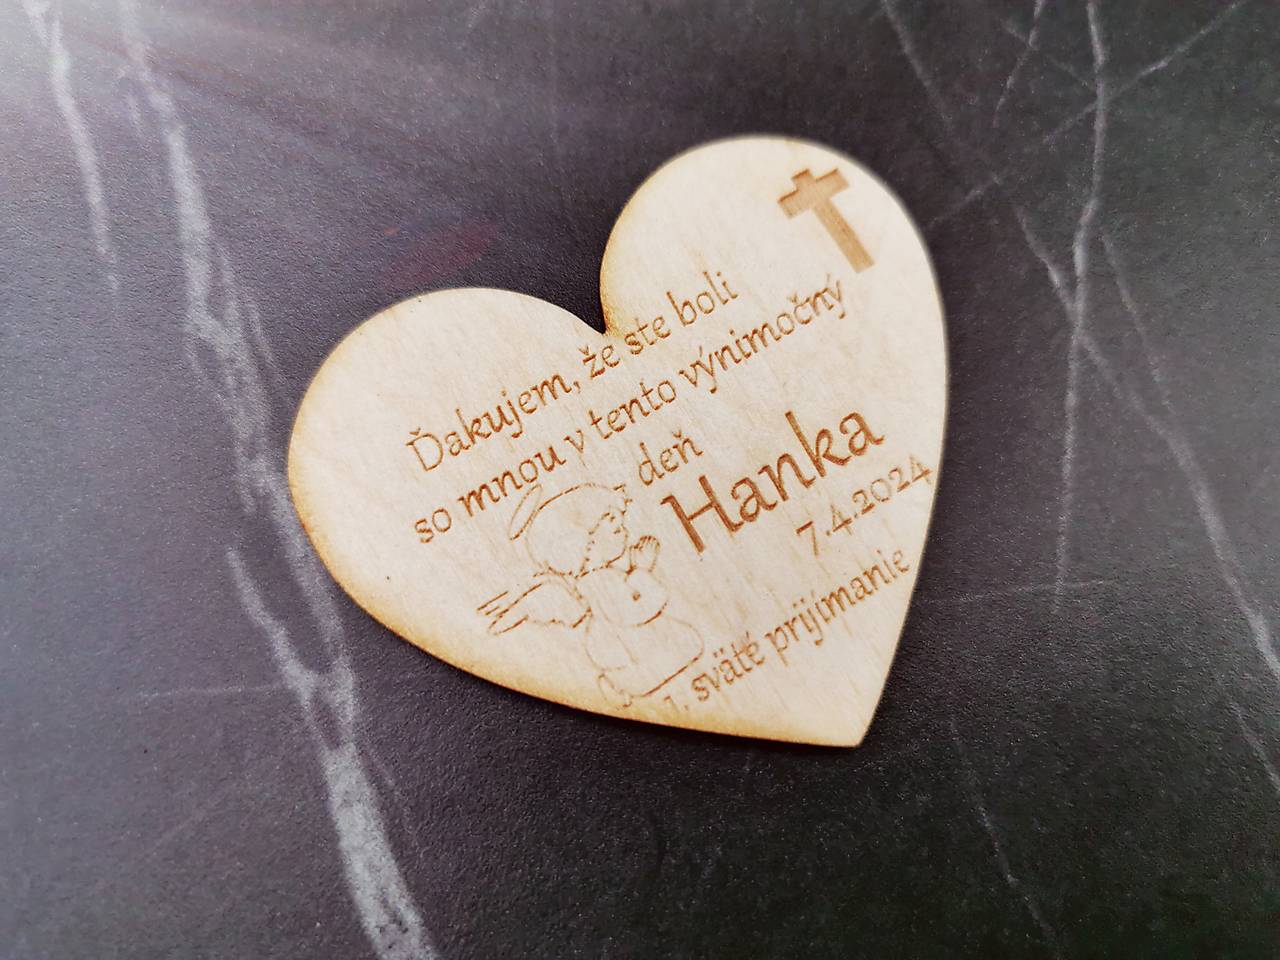 Ďakujem, že ste boli
so mnou v tento výnimočný
deň
Hanka
7.4.2024
1. sväté prijímanie